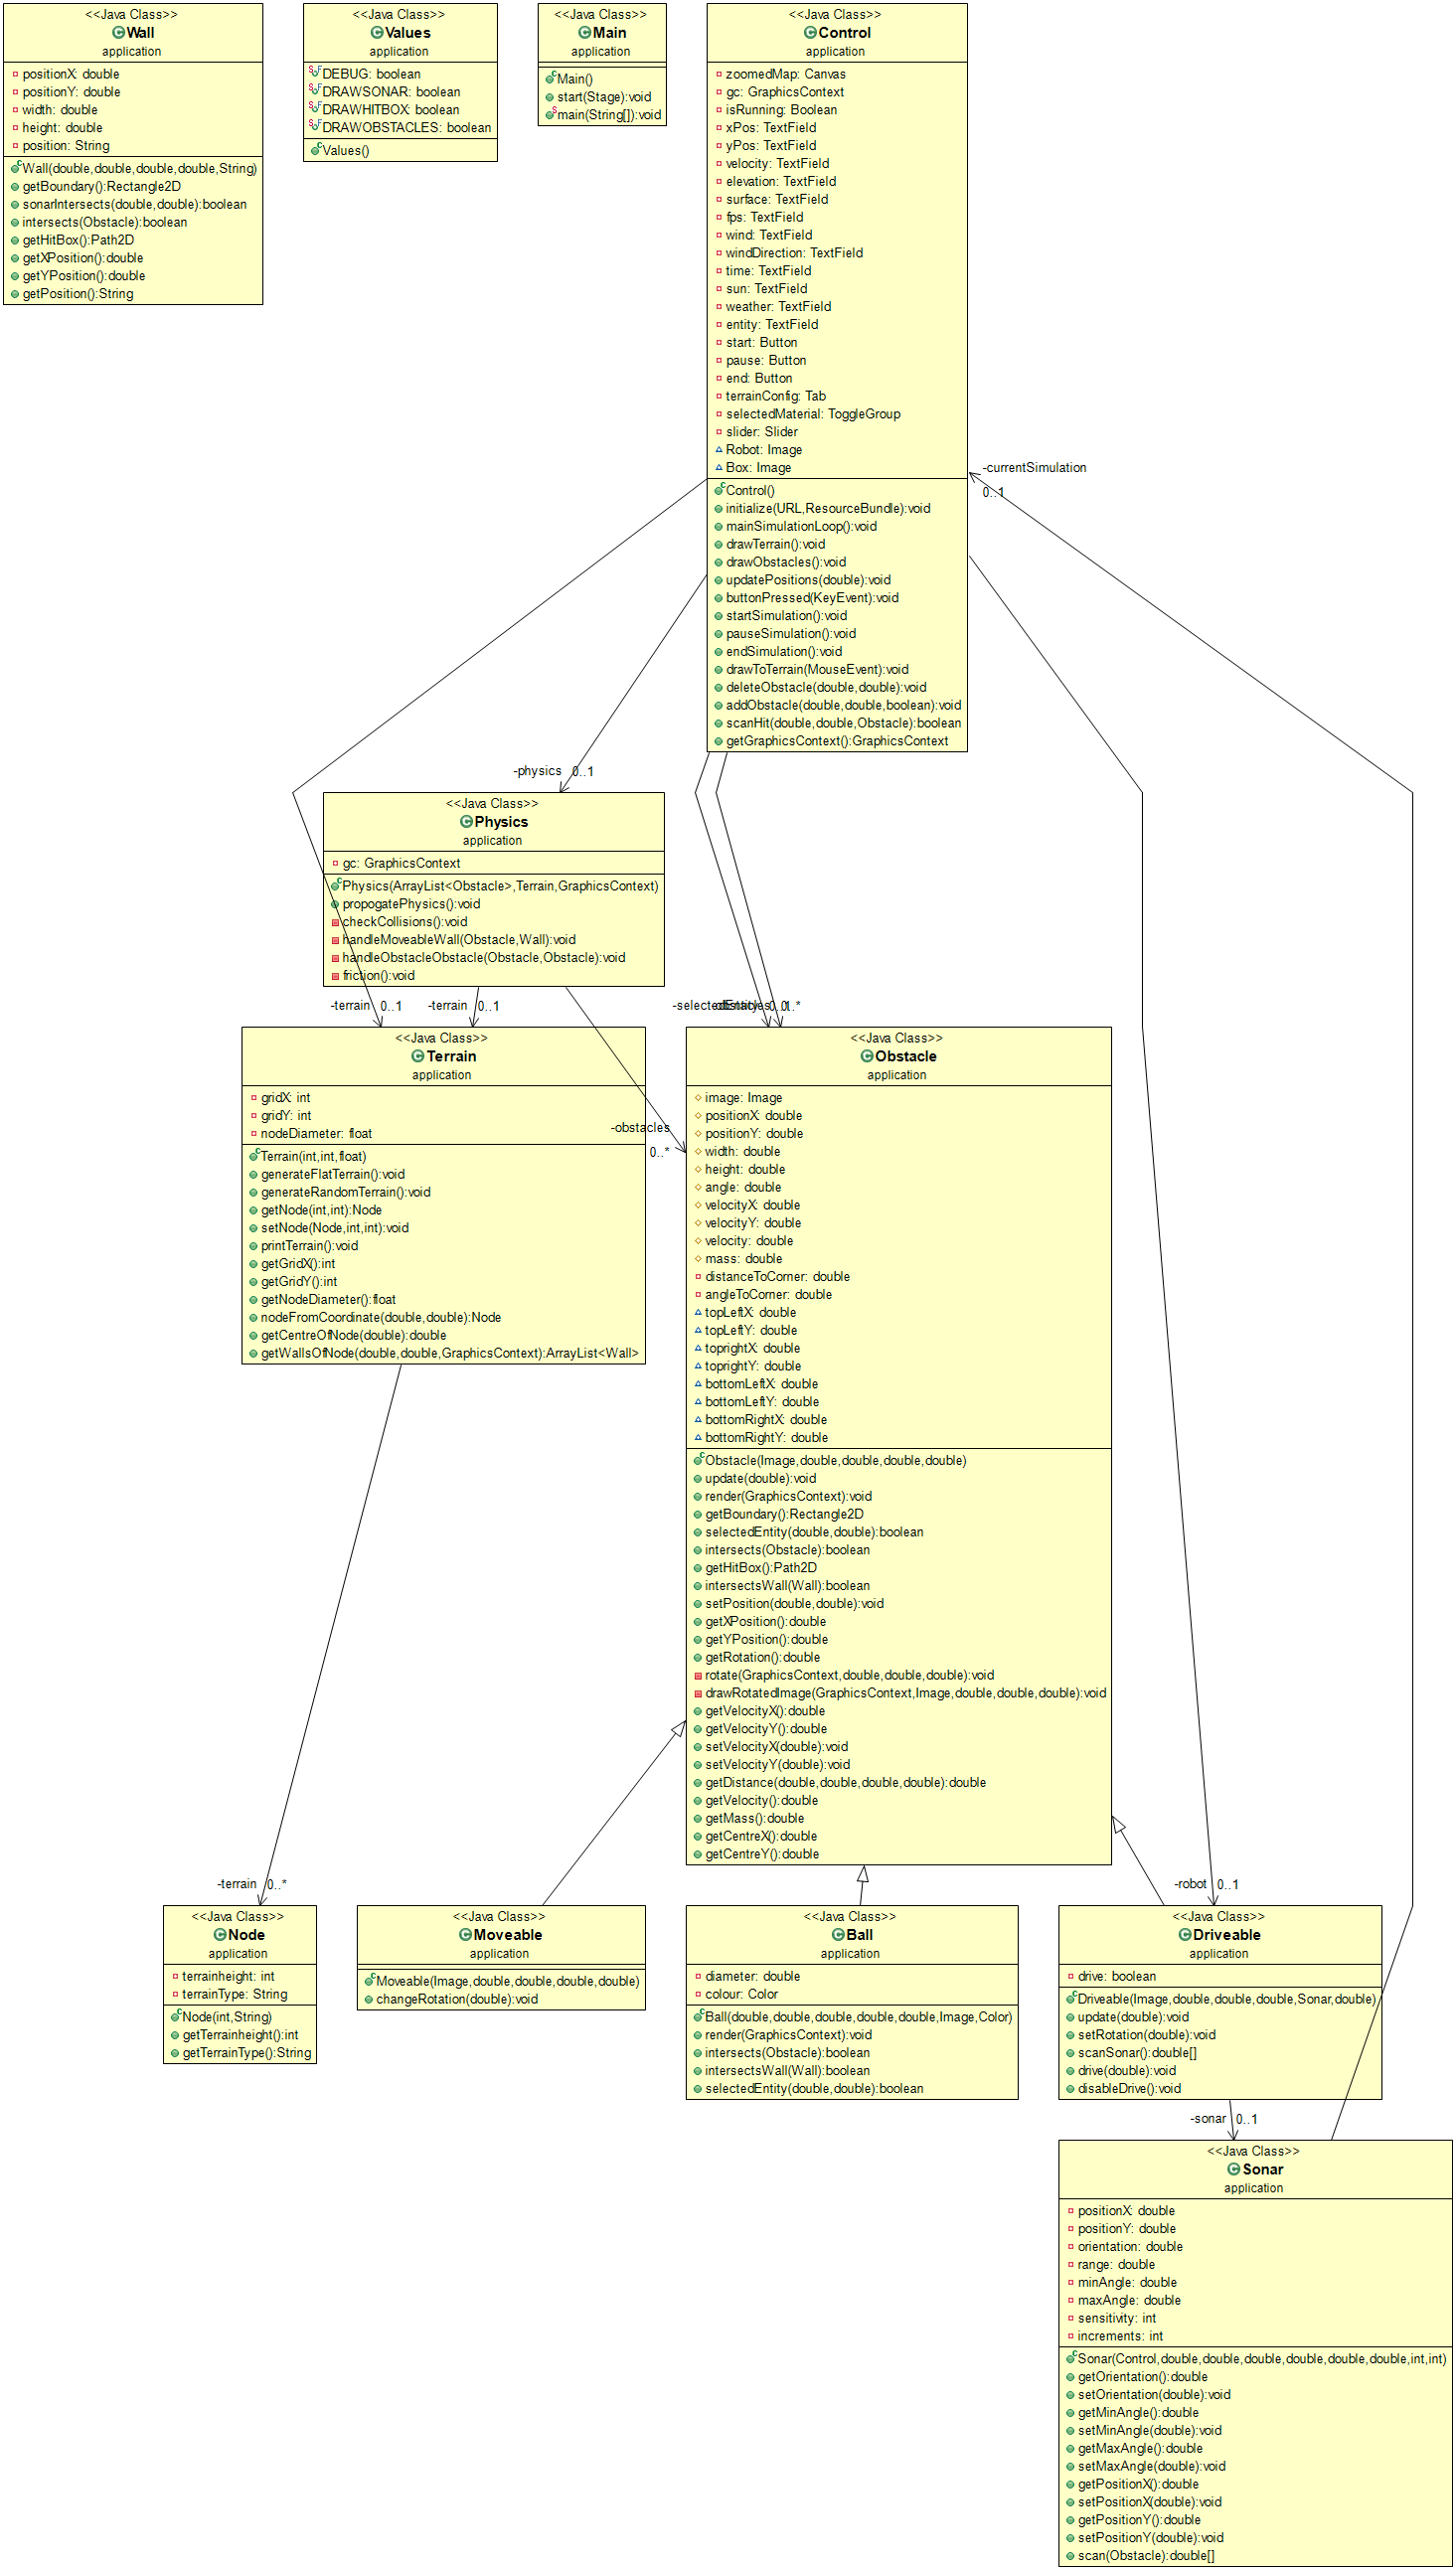 <<Java Class>>
Wall
application
positionX: double
positionY: double
width: double
height: double
position: String
Wall(double,double,double,double,String)
getBoundary():Rectangle2D
sonarIntersects(double,double):boolean
intersects(Obstacle):boolean
getHitBox():Path2D
getXPosition():double
getYPosition():double
getPosition():String
<<Java Class>>
Values
application
DEBUG: boolean
DRAWSONAR: boolean
DRAWHITBOX: boolean
DRAWOBSTACLES: boolean
Values()
<<Java Class>>
Main
application
Main()
start(Stage):void
main(String[]):void
<<Java Class>>
Control
application
zoomedMap: Canvas
gc: GraphicsContext
isRunning: Boolean
xPos: TextField
yPos: TextField
velocity: TextField
elevation: TextField
surface: TextField
fps: TextField
wind: TextField
windDirection: TextField
time: TextField
sun: TextField
weather: TextField
entity: TextField
start: Button
pause: Button
end: Button
terrainConfig: Tab
selectedMaterial: ToggleGroup
slider: Slider
Robot: Image
Box: Image
Control()
initialize(URL,ResourceBundle):void
mainSimulationLoop():void
drawTerrain():void
drawObstacles():void
updatePositions(double):void
buttonPressed(KeyEvent):void
startSimulation():void
pauseSimulation():void
endSimulation():void
drawToTerrain(MouseEvent):void
deleteObstacle(double,double):void
addObstacle(double,double,boolean):void
scanHit(double,double,Obstacle):boolean
getGraphicsContext():GraphicsContext
-currentSimulation
0..1
-physics 0..1
<<Java Class>>
Physics
application
gc: GraphicsContext
Physics(ArrayList<Obstacle>,Terrain,GraphicsContext)
propogatePhysics():void
checkCollisions():void
handleMoveableWall(Obstacle,Wall):void
handleObstacleObstacle(Obstacle,Obstacle):void
friction():void
-terrain 0..1
-terrain 0..1
<<Java Class>>
Terrain
application
gridX: int
gridY: int
nodeDiameter: float
Terrain(int,int,float)
generateFlatTerrain():void
generateRandomTerrain():void
getNode(int,int):Node
setNode(Node,int,int):void
printTerrain():void
getGridX():int
getGridY():int
getNodeDiameter():float
nodeFromCoordinate(double,double):Node
getCentreOfNode(double):double
getWallsOfNode(double,double,GraphicsContext):ArrayList<Wall>
-obstacles
0..*
<<Java Class>>
Obstacle
application
image: Image
positionX: double
positionY: double
width: double
height: double
angle: double
velocityX: double
velocityY: double
velocity: double
mass: double
distanceToCorner: double
angleToCorner: double
topLeftX: double
topLeftY: double
toprightX: double
toprightY: double
bottomLeftX: double
bottomLeftY: double
bottomRightX: double
bottomRightY: double
Obstacle(Image,double,double,double,double)
update(double):void
render(GraphicsContext):void
getBoundary():Rectangle2D
selectedEntity(double,double):boolean
intersects(Obstacle):boolean
getHitBox():Path2D
intersectsWall(Wall):boolean
setPosition(double,double):void
getXPosition():double
getYPosition():double
getRotation():double
rotate(GraphicsContext,double,double,double):void
drawRotatedImage(GraphicsContext,Image,double,double,double):void
getVelocityX():double
getVelocityY():double
setVelocityX(double):void
setVelocityY(double):void
getDistance(double,double,double,double):double
getVelocity():double
getMass():double
getCentreX():double
getCentreY():double
-terrain 0..*
<<Java Class>>
Node
application
terrainheight: int
terrainType: String
Node(int,String)
getTerrainheight():int
getTerrainType():String
<<Java Class>>
Moveable
application
Moveable(Image,double,double,double,double)
changeRotation(double):void
<<Java Class>>
Ball
application
diameter: double
colour: Color
Ball(double,double,double,double,double,Image,Color)
render(GraphicsContext):void
intersects(Obstacle):boolean
intersectsWall(Wall):boolean
selectedEntity(double,double):boolean
-robot 0..1
<<Java Class>>
Driveable
application
drive: boolean
Driveable(Image,double,double,double,Sonar,double)
update(double):void
setRotation(double):void
scanSonar():double[]
drive(double):void
disableDrive():void
-sonar 0..1
<<Java Class>>
Sonar
application
positionX: double
positionY: double
orientation: double
range: double
minAngle: double
maxAngle: double
sensitivity: int
increments: int
Sonar(Control,double,double,double,double,double,double,int,int)
getOrientation():double
setOrientation(double):void
getMinAngle():double
setMinAngle(double):void
getMaxAngle():double
setMaxAngle(double):void
getPositionX():double
setPositionX(double):void
getPositionY():double
setPositionY(double):void
scan(Obstacle):double[]